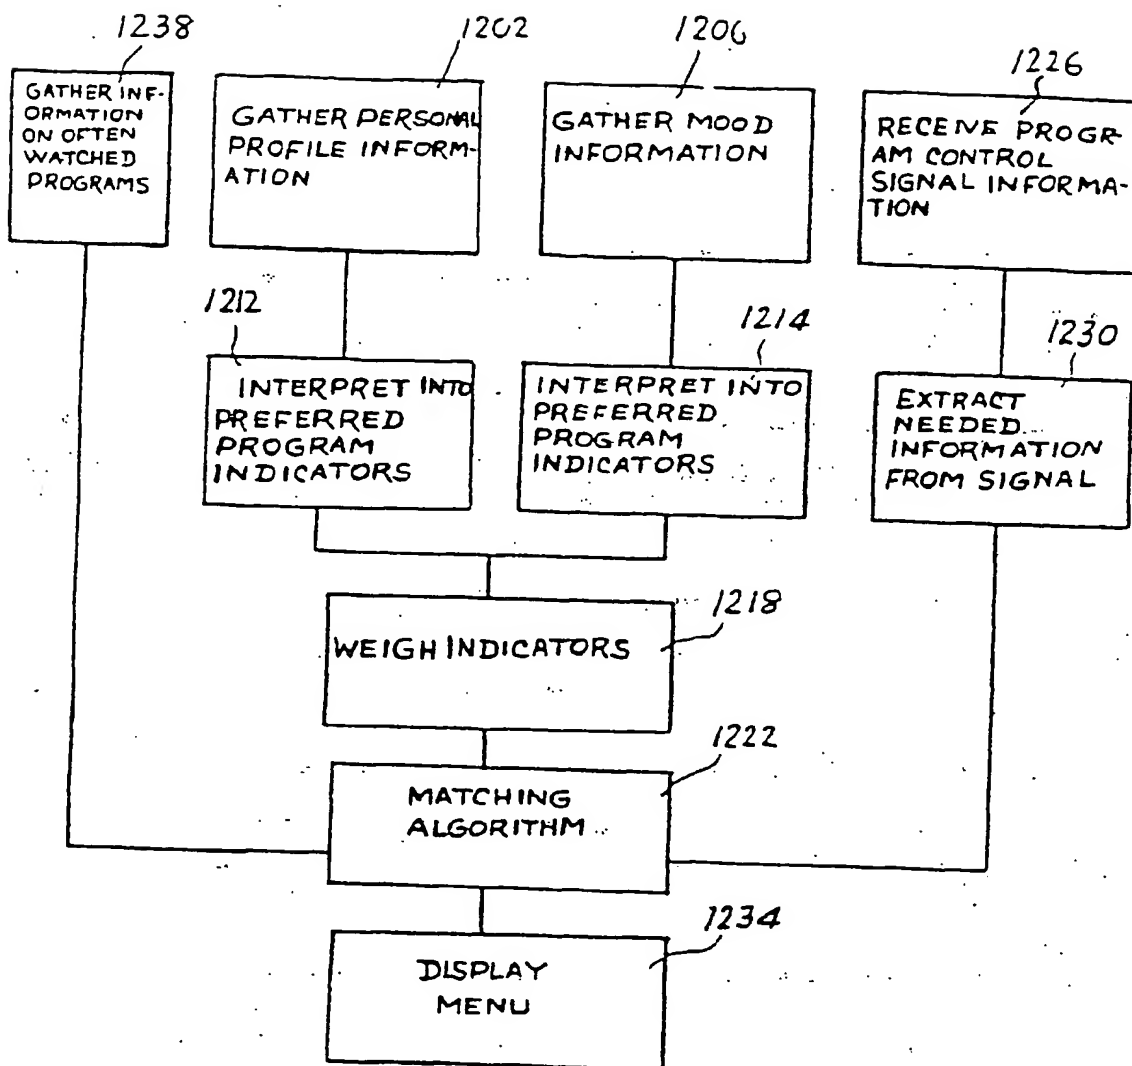 1238
1202
1206
1226
GATHER INF-
ORMATION
ON OFTEN
WATCHED
PROGRAMS
GATHER PERSONAL
PROFILE INFORM-
ATION
GATHER MOOD
INFORMATION
RECEIVE PROGR-
AM CONTROL
SIGNAL INFORMA-
TION
1212
1214
1230
INTERPRET INTO
PREFERRED
PROGRAM
INDICATORS
INTERPRET INTO
PREFERRED
PROGRAM
INDICATORS
EXTRACT
NEEDED
INFORMATION
FROM SIGNAL
1218
WEIGH INDICATORS
1222
MATCHING
ALGORITHM
1234
DISPLAY
MENU